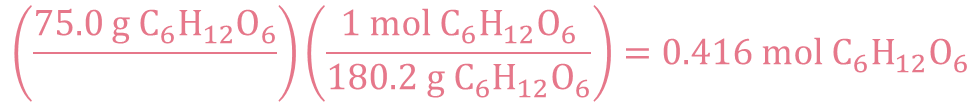 (75.0 g C₆H₁₂O₆ / ) (1 mol C₆H₁₂O₆ / 180.2 g C₆H₁₂O₆) = 0.416 mol C₆H₁₂O₆